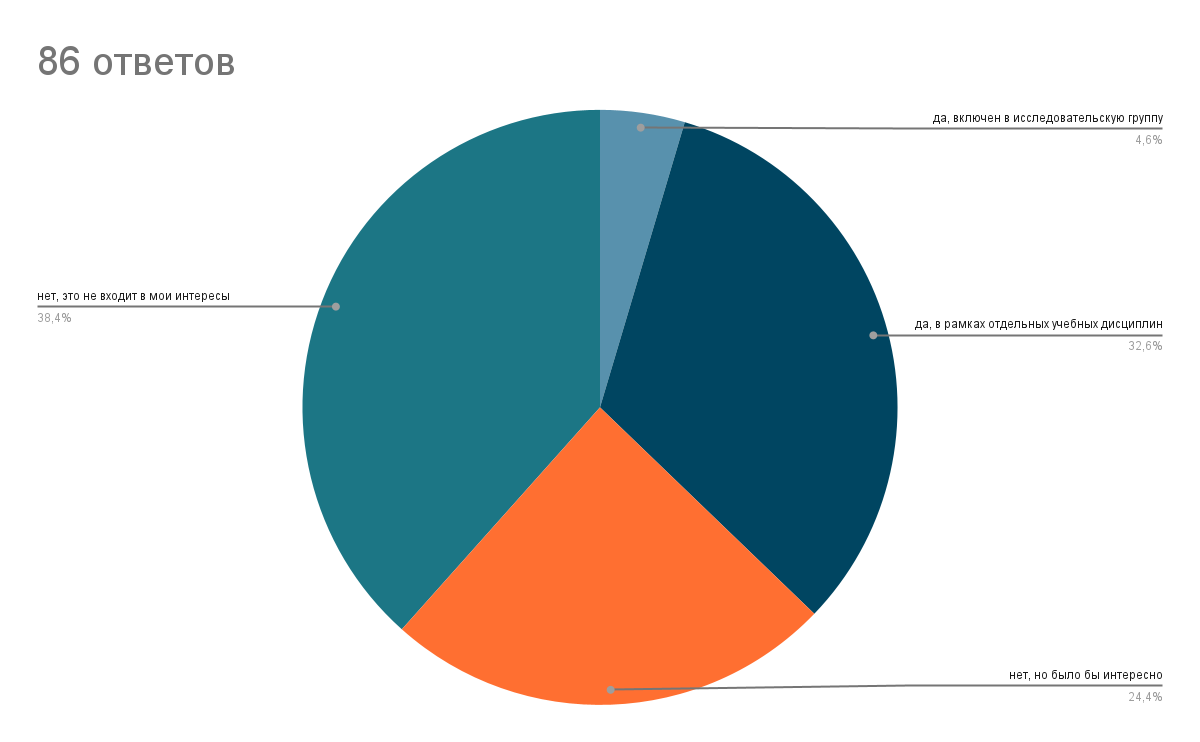 86 ответов
да, включен в исследовательскую группу
4,6%
нет, это не входит в мои интересы
38,4%
да, в рамках отдельных учебных дисциплин
32,6%
нет, но было бы интересно
24,4%